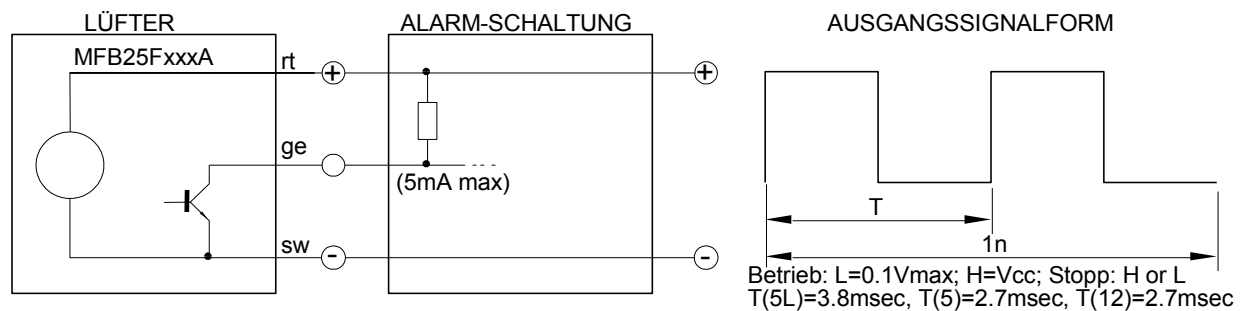 LÜFTER
ALARM-SCHALTUNG
AUSGANGSSIGNALFORM
MFB25FxxxA
rt
+
+
ge
(5mA max)
T
sw
-
-
1n
Betrieb: L=0.1Vmax; H=Vcc; Stopp: H or L
T(5L)=3.8msec, T(5)=2.7msec, T(12)=2.7msec